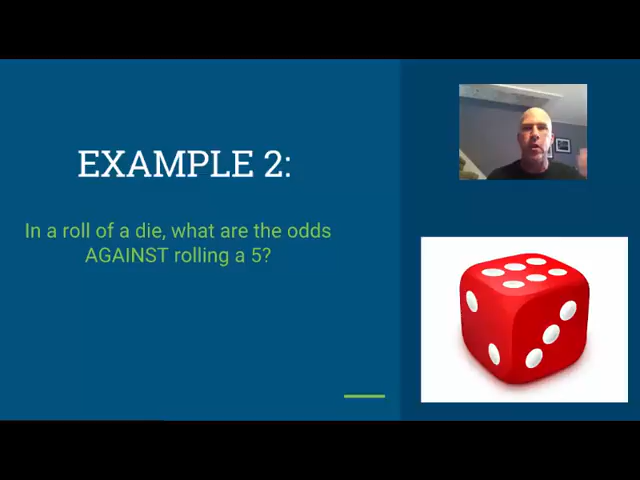 EXAMPLE 2:
In a roll of a die, what are the odds
AGAINST rolling a 5?